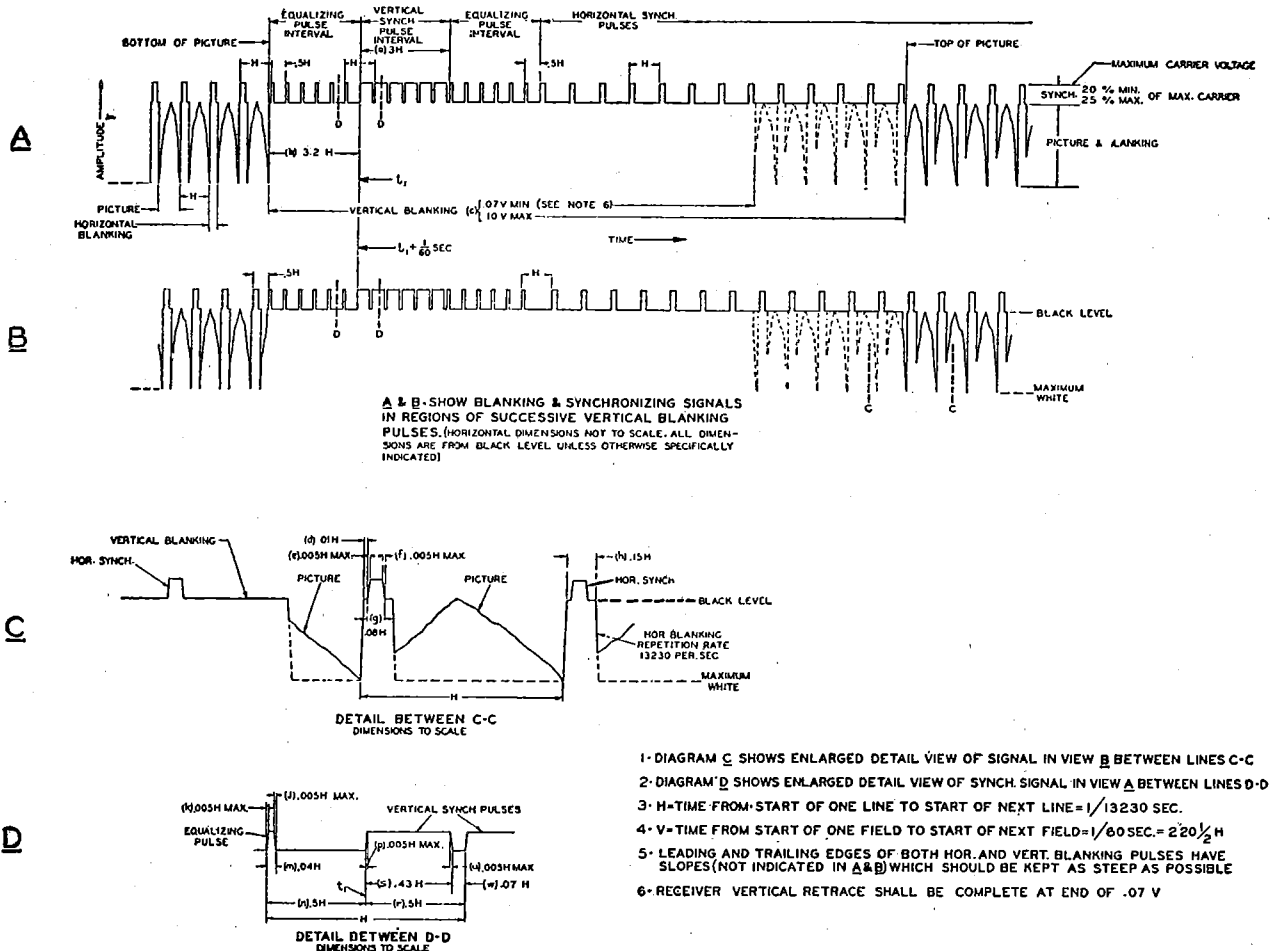 EQUALIZING
PULSE
INTERVAL
VERTICAL
SYNCH
PULSE
INTERVAL
(a) 3H
EQUALIZING
PULSE
INTERVAL
HORIZONTAL SYNCH.
PULSES
BOTTOM OF PICTURE
TOP OF PICTURE
H
.5H
H
.5H
H
MAXIMUM CARRIER VOLTAGE
SYNCH. 20 % MIN.
25 % MAX. OF MAX. CARRIER
A
AMPLITUDE
D
D
(b) 3.2 H
PICTURE & BLANKING
H
t₁
PICTURE
HORIZONTAL
BLANKING
VERTICAL BLANKING (c) .07V MIN (SEE NOTE 6)
.10 V MAX
TIME
t₁ + 1/60 SEC
.5H
H
D
D
BLACK LEVEL
B
C
C
MAXIMUM
WHITE
A & B - SHOW BLANKING & SYNCHRONIZING SIGNALS
IN REGIONS OF SUCCESSIVE VERTICAL BLANKING
PULSES. (HORIZONTAL DIMENSIONS NOT TO SCALE. ALL DIMEN-
SIONS ARE FROM BLACK LEVEL UNLESS OTHERWISE SPECIFICALLY
INDICATED)
(d) .01H
VERTICAL BLANKING
(e).005H MAX.
(f).005H MAX
(h).15H
HOR. SYNCH.
PICTURE
PICTURE
HOR. SYNCH
BLACK LEVEL
C
(g)
.08H
HOR BLANKING
REPETITION RATE
13230 PER. SEC
MAXIMUM
WHITE
H
DETAIL BETWEEN C-C
DIMENSIONS TO SCALE
1- DIAGRAM C SHOWS ENLARGED DETAIL VIEW OF SIGNAL IN VIEW B BETWEEN LINES C-C
2- DIAGRAM D SHOWS ENLARGED DETAIL VIEW OF SYNCH. SIGNAL IN VIEW A BETWEEN LINES D-D
3- H=TIME FROM START OF ONE LINE TO START OF NEXT LINE=1/13230 SEC.
4- V=TIME FROM START OF ONE FIELD TO START OF NEXT FIELD=1/60 SEC.= 220 1/2 H
5- LEADING AND TRAILING EDGES OF BOTH HOR. AND VERT. BLANKING PULSES HAVE
SLOPES (NOT INDICATED IN A&B) WHICH SHOULD BE KEPT AS STEEP AS POSSIBLE
6- RECEIVER VERTICAL RETRACE SHALL BE COMPLETE AT END OF .07 V
(j).005H MAX.
(k).005H MAX.
VERTICAL SYNCH PULSES
D
EQUALIZING
PULSE
(p).005H MAX.
(m).04H
(u).005H MAX
t₁
(s).43H
(w).07 H
(n).5H
(r).5H
H
DETAIL BETWEEN D-D
DIMENSIONS TO SCALE